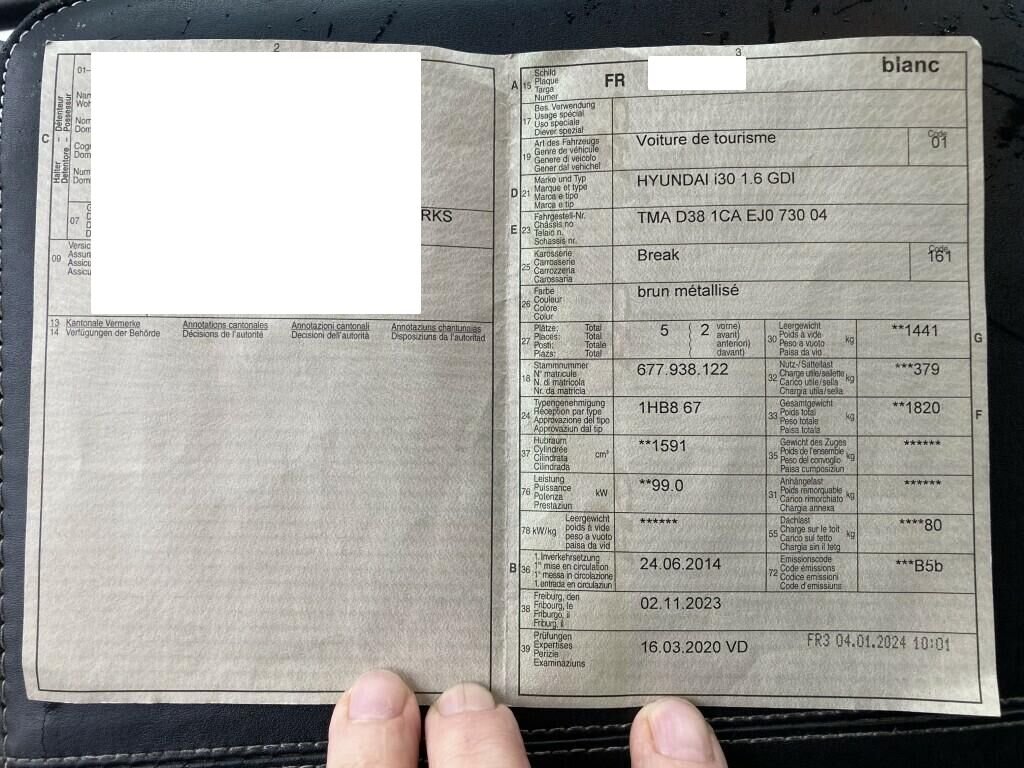 2
01–
Détenteur – Possessur
Halter – Detentore
C
07
RKS
09
13 Kantonale Vermerke Annotations cantonales Annotazioni cantonali Annotaziuns chantunalas
14 Verfügungen der Behörde Décisions de l'autorité Decisioni dell'autorità Disposiziuns da l'autoritad
3
A 15 Schild
Plaque
Targa
Numer
FR
blanc
17 Bes. Verwendung
Usage spécial
Uso speciale
Diever spezial
19 Art des Fahrzeugs
Genre de véhicule
Genere di veicolo
Gener dal vehichel
Voiture de tourisme
Code
01
D 21 Marke und Typ
Marque et type
Marca e tipo
Marca e tip
HYUNDAI i30 1.6 GDI
E 23 Fahrgestell-Nr.
Châssis no
Telaio n.
Schassis nr.
TMA D38 1CA EJ0 730 04
25 Karosserie
Carrosserie
Carrozzeria
Carossaria
Break
Code
161
26 Farbe
Couleur
Colore
Colur
brun métallisé
27 Plätze: Total
Places: Total
Posti: Totale
Plazs: Total
5 2 vorne)
avant)
anteriori)
davant)
30 Leergewicht
Poids à vide
Peso a vuoto
Paisa da vid
kg
**1441
G
18 Stammnummer
N° matricule
N. di matricola
Nr. da matricla
677.938.122
32 Nutz-/Sattellast
Charge utile/sellette
Carico utile/sella
Chargia utila/sella
kg
***379
24 Typengenehmigung
Réception par type
Approvazione del tipo
Approvaziun dal tip
1HB8 67
33 Gesamtgewicht
Poids total
Peso totale
Paisa totala
kg
**1820
F
37 Hubraum
Cylindrée
Cilindrata
Cilindrada
cm³
**1591
35 Gewicht des Zuges
Poids de l'ensemble
Peso del convoglio
Paisa cumposiziun
kg
******
76 Leistung
Puissance
Potenza
Prestaziun
kW
**99.0
31 Anhängelast
Poids remorquable
Carico rimorchiato
Chargia annexa
kg
******
78 kW/kg Leergewicht
poids à vide
peso a vuoto
paisa da vid
******
55 Dachlast
Charge sur le toit
Carico sul tetto
Chargia sin il tetg
kg
****80
B 36 1. Inverkehrsetzung
1re mise en circulation
1a messa in circolazione
1. entrada en circulaziun
24.06.2014
72 Emissionscode
Code émissions
Codice emissioni
Code d'emissiuns
***B5b
38 Freiburg, den
Fribourg, le
Friburgo, il
Friburg, il
02.11.2023
39 Prüfungen
Expertises
Perizie
Examinaziuns
16.03.2020 VD
FR3 04.01.2024 10:01